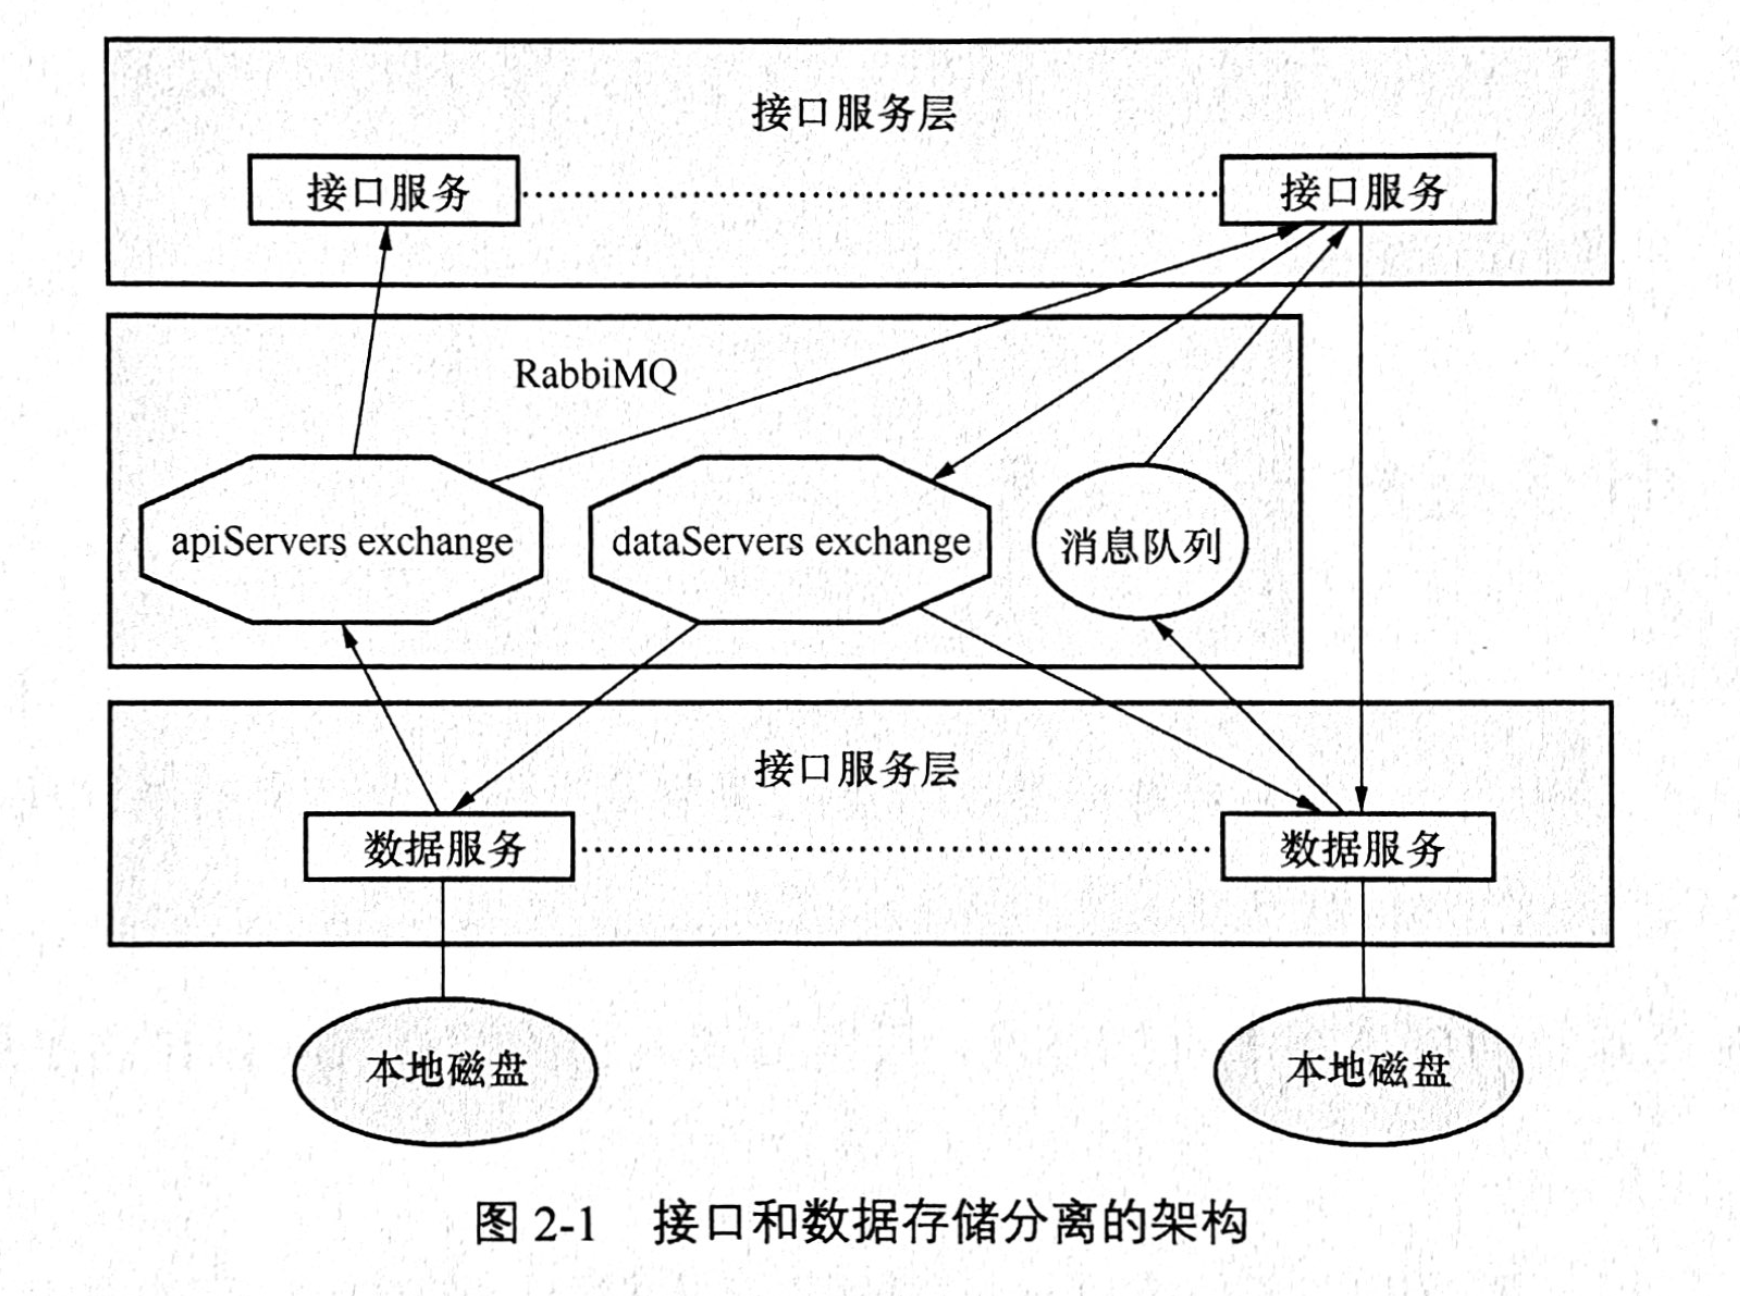 接口服务层
接口服务
接口服务
RabbiMQ
apiServers exchange
dataServers exchange
消息队列
接口服务层
数据服务
数据服务
本地磁盘
本地磁盘
图 2-1 接口和数据存储分离的架构